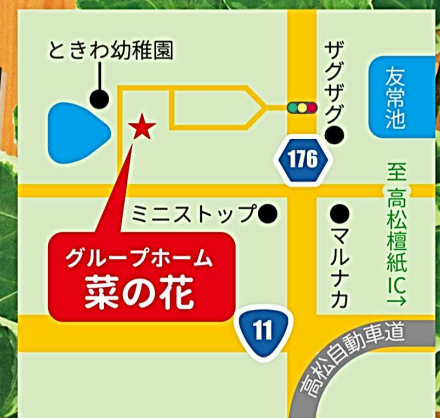 ときわ幼稚園
ザグザグ
友常池
176
至 高松檀紙IC→
ミニストップ
マルナカ
グループホーム
菜の花
11
高松自動車道